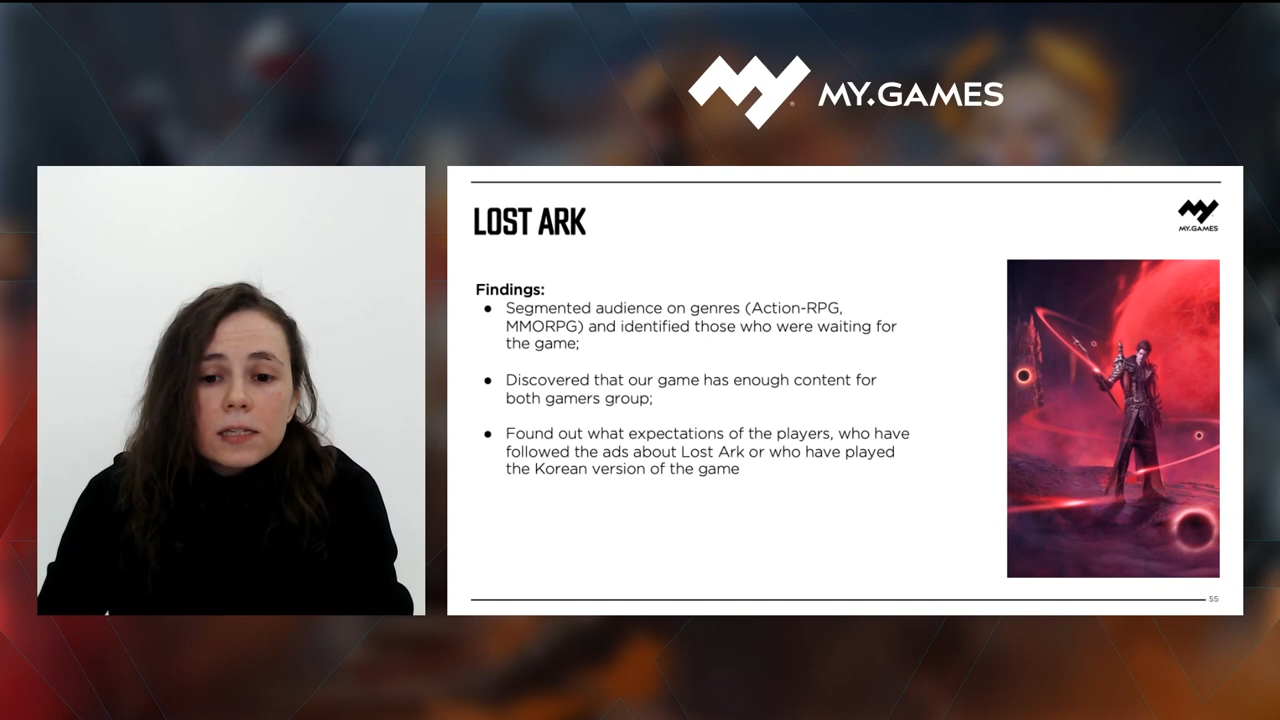 MY.GAMES
LOST ARK
MY.GAMES
Findings:
● Segmented audience on genres (Action-RPG,
MMORPG) and identified those who were waiting for
the game;
● Discovered that our game has enough content for
both gamers group;
● Found out what expectations of the players, who have
followed the ads about Lost Ark or who have played
the Korean version of the game
55